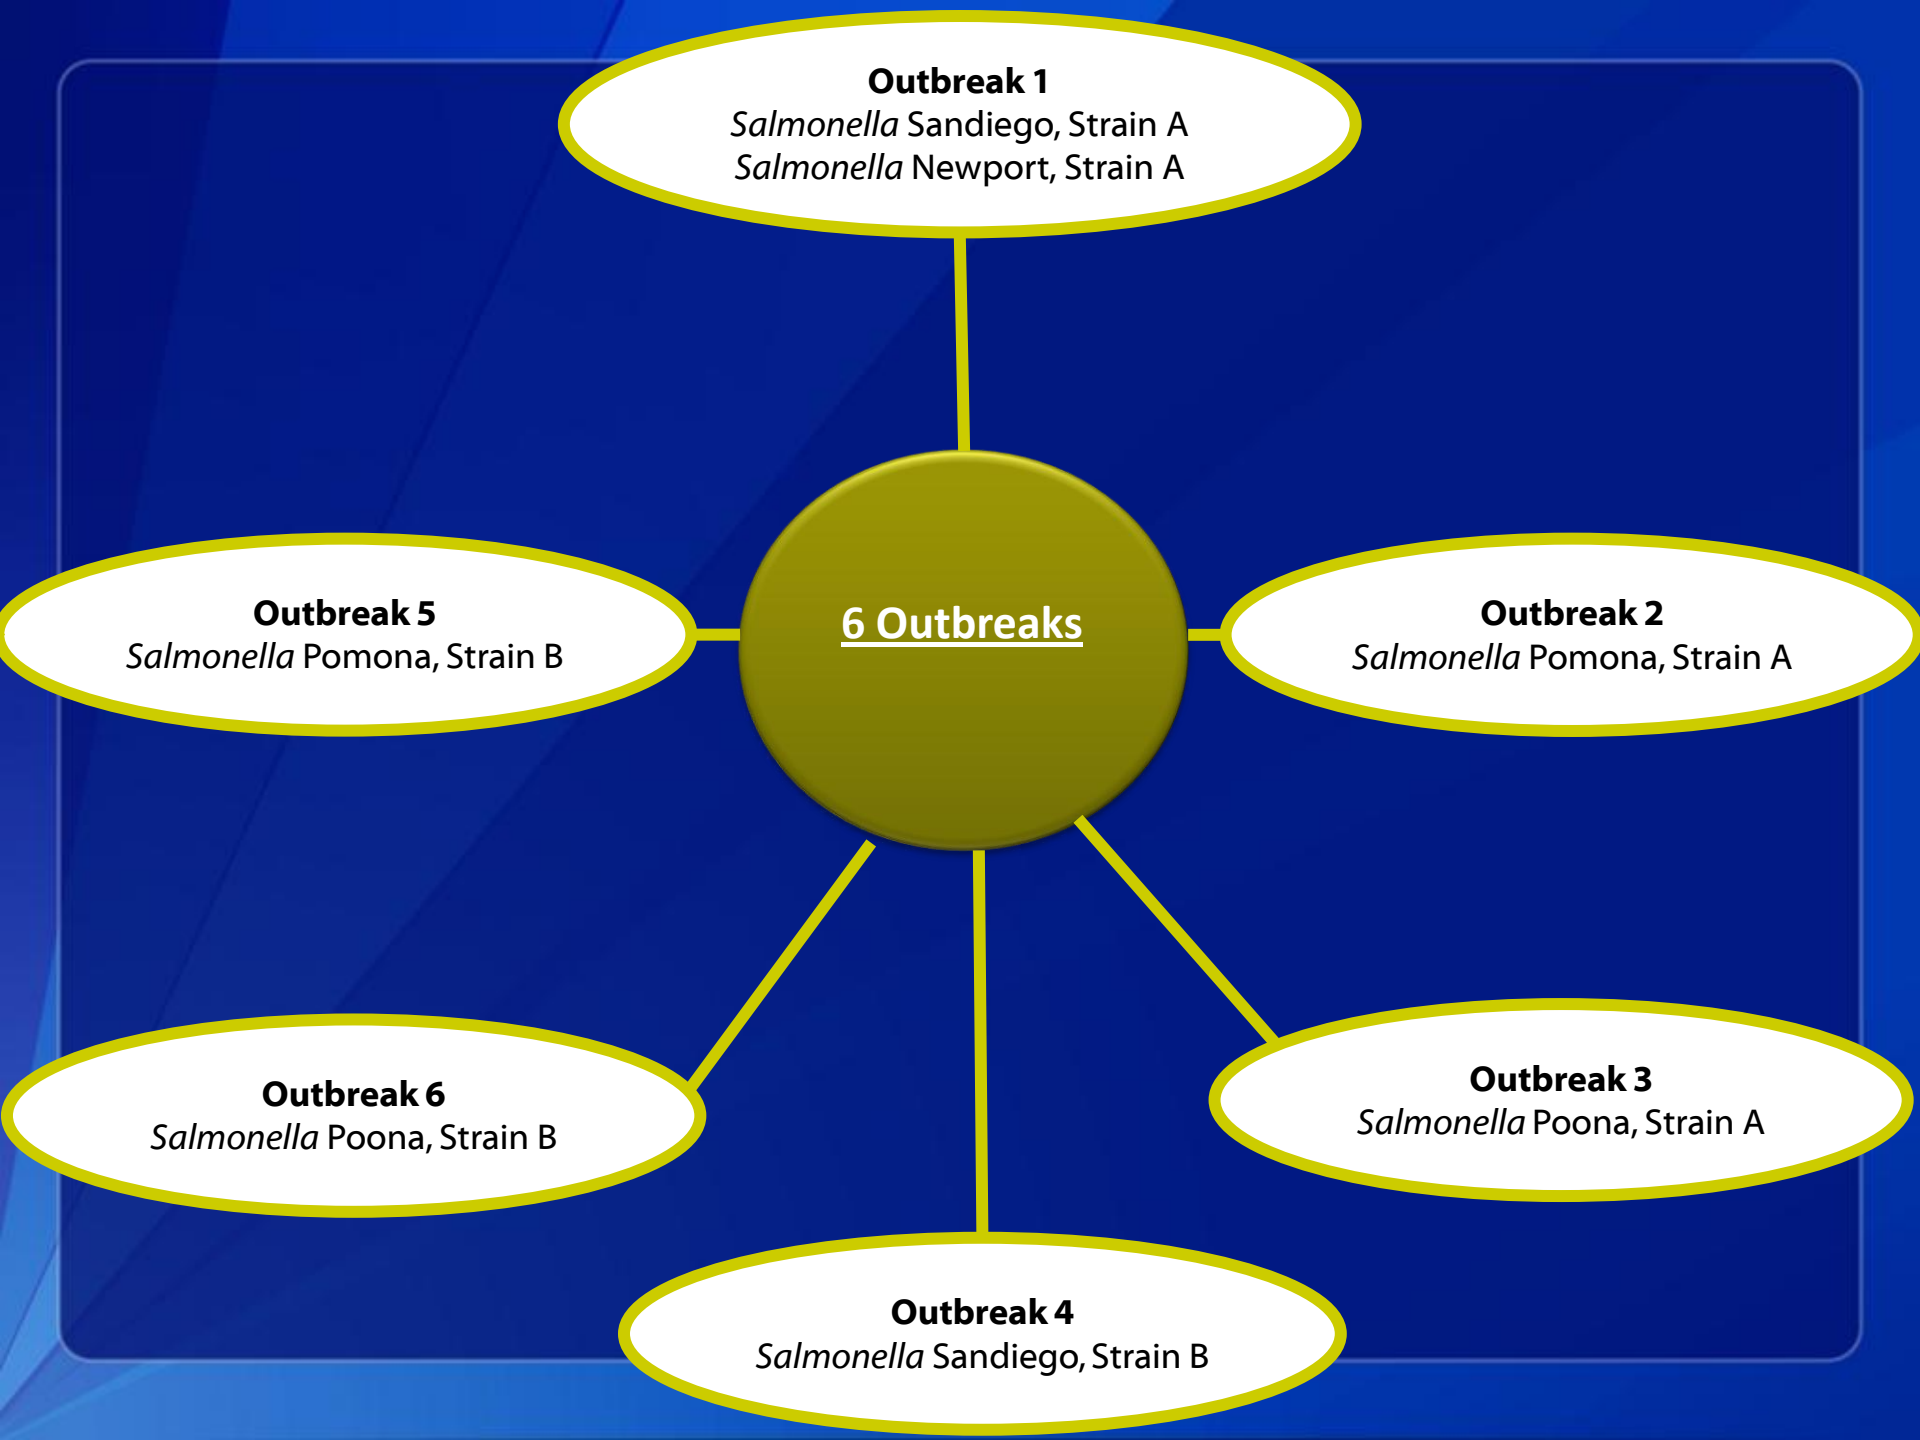 Outbreak 1
Salmonella Sandiego, Strain A
Salmonella Newport, Strain A
6 Outbreaks
Outbreak 5
Salmonella Pomona, Strain B
Outbreak 2
Salmonella Pomona, Strain A
Outbreak 6
Salmonella Poona, Strain B
Outbreak 3
Salmonella Poona, Strain A
Outbreak 4
Salmonella Sandiego, Strain B